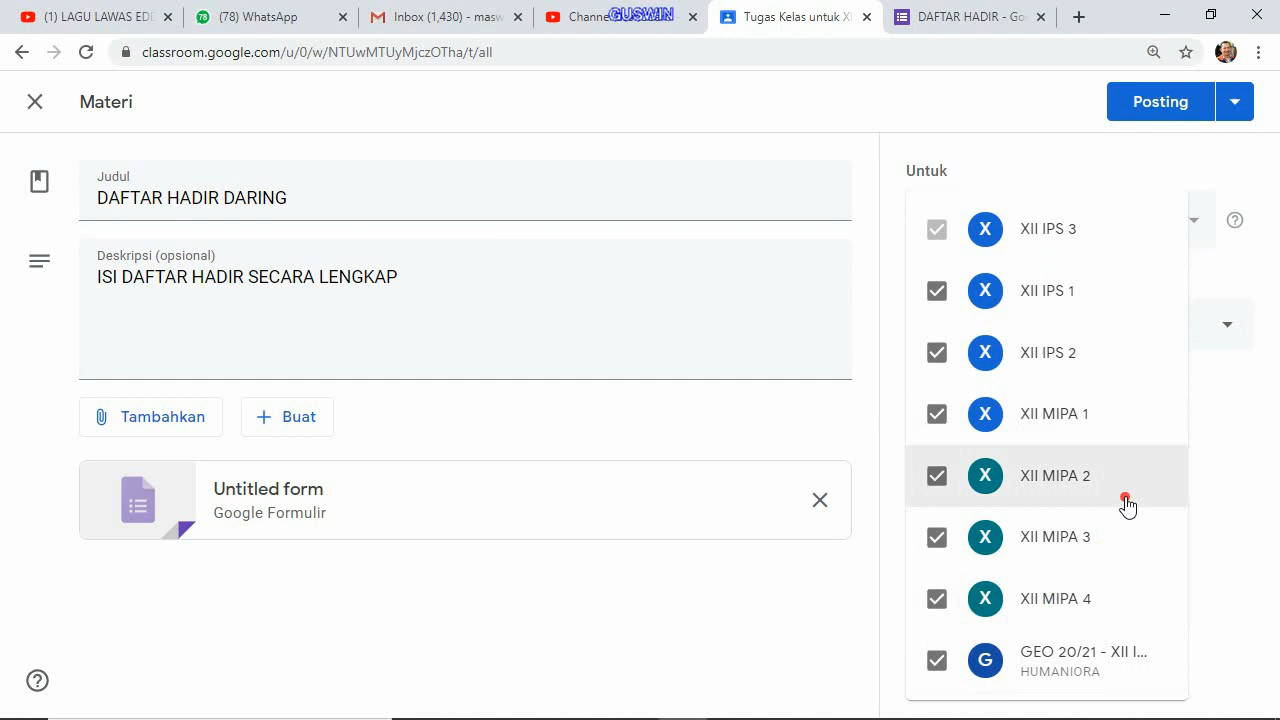 (1) LAGU LAWAS EDD
(78) WhatsApp
Inbox (1,430) - masw
Channe
GUSWIN
Tugas Kelas untuk XI
DAFTAR HADIR - Go
classroom.google.com/u/0/w/NTUwMTUyMjczOTha/t/all
Materi
Posting
Judul
DAFTAR HADIR DARING
Deskripsi (opsional)
ISI DAFTAR HADIR SECARA LENGKAP
Tambahkan
Buat
Untitled form
Google Formulir
Untuk
X XII IPS 3
X XII IPS 1
X XII IPS 2
X XII MIPA 1
X XII MIPA 2
X XII MIPA 3
X XII MIPA 4
G GEO 20/21 - XII I...
HUMANIORA